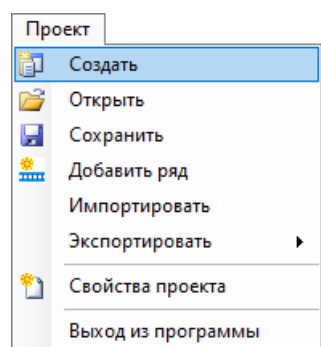 Проект
Создать
Открыть
Сохранить
Добавить ряд
Импортировать
Экспортировать
Свойства проекта
Выход из программы